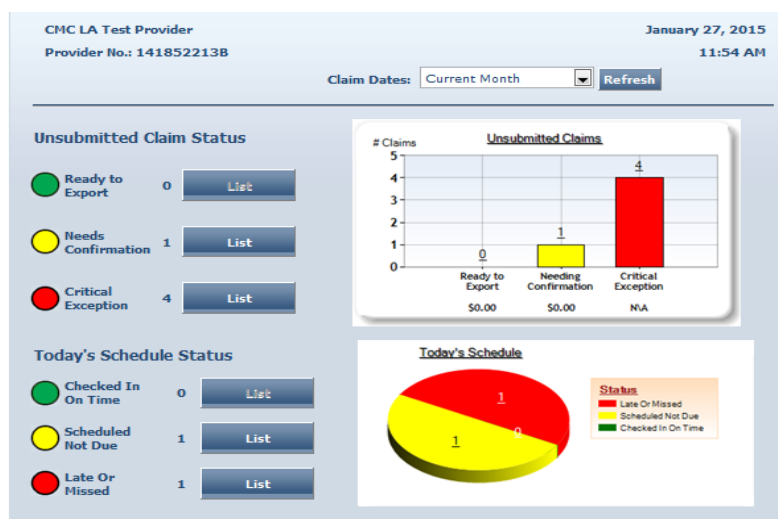 CMC LA Test Provider
January 27, 2015
Provider No.: 141852213B
11:54 AM
Claim Dates: Current Month Refresh
Unsubmitted Claim Status
Ready to
Export
0 List
Needs
Confirmation
1 List
Critical
Exception
4 List
Unsubmitted Claims
# Claims
5
4
3
2
1
0
0
1
4
Ready to
Export
Needing
Confirmation
Critical
Exception
$0.00 $0.00 N\A
Today's Schedule Status
Checked In
On Time
0 List
Scheduled
Not Due
1 List
Late Or
Missed
1 List
Today's Schedule
1
0
1
Status
Late Or Missed
Scheduled Not Due
Checked In On Time